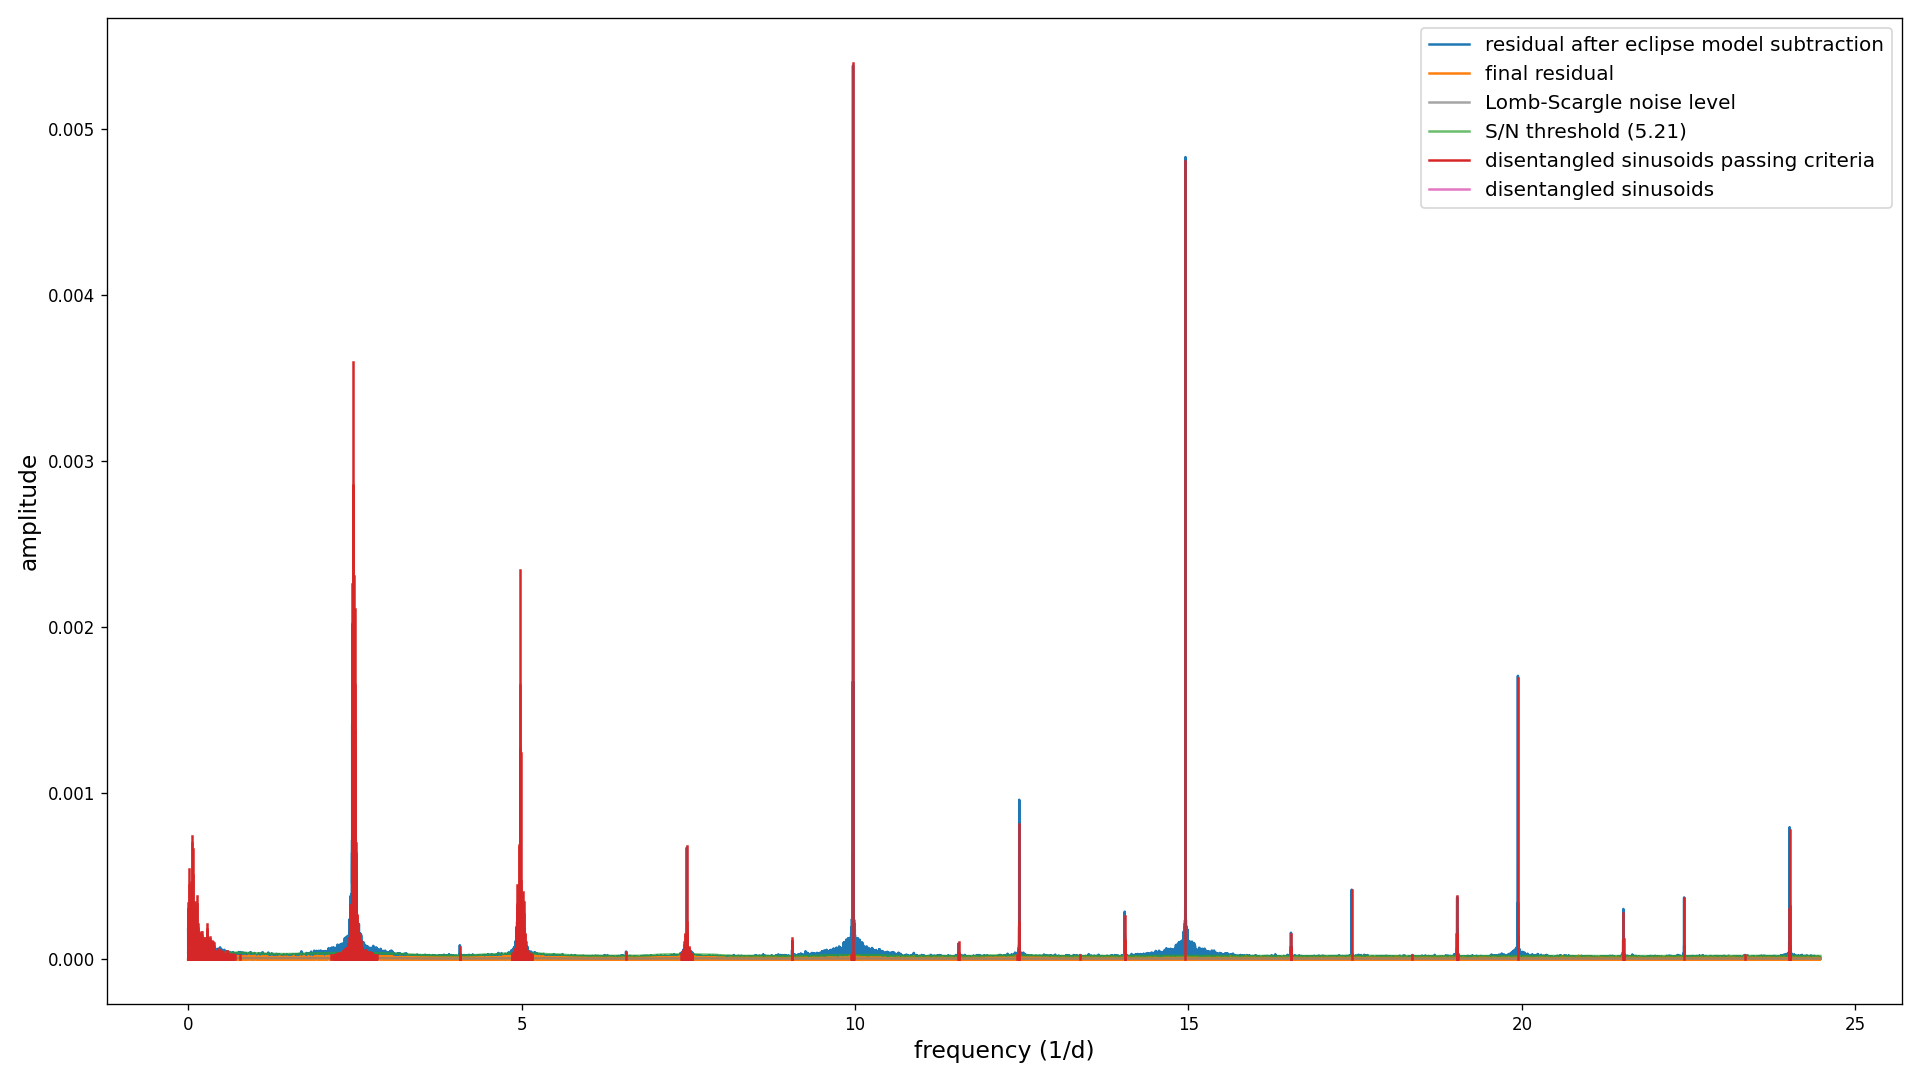 residual after eclipse model subtraction
final residual
Lomb-Scargle noise level
S/N threshold (5.21)
disentangled sinusoids passing criteria
disentangled sinusoids
amplitude
0.005
0.004
0.003
0.002
0.001
0.000
0 5 10 15 20 25
frequency (1/d)